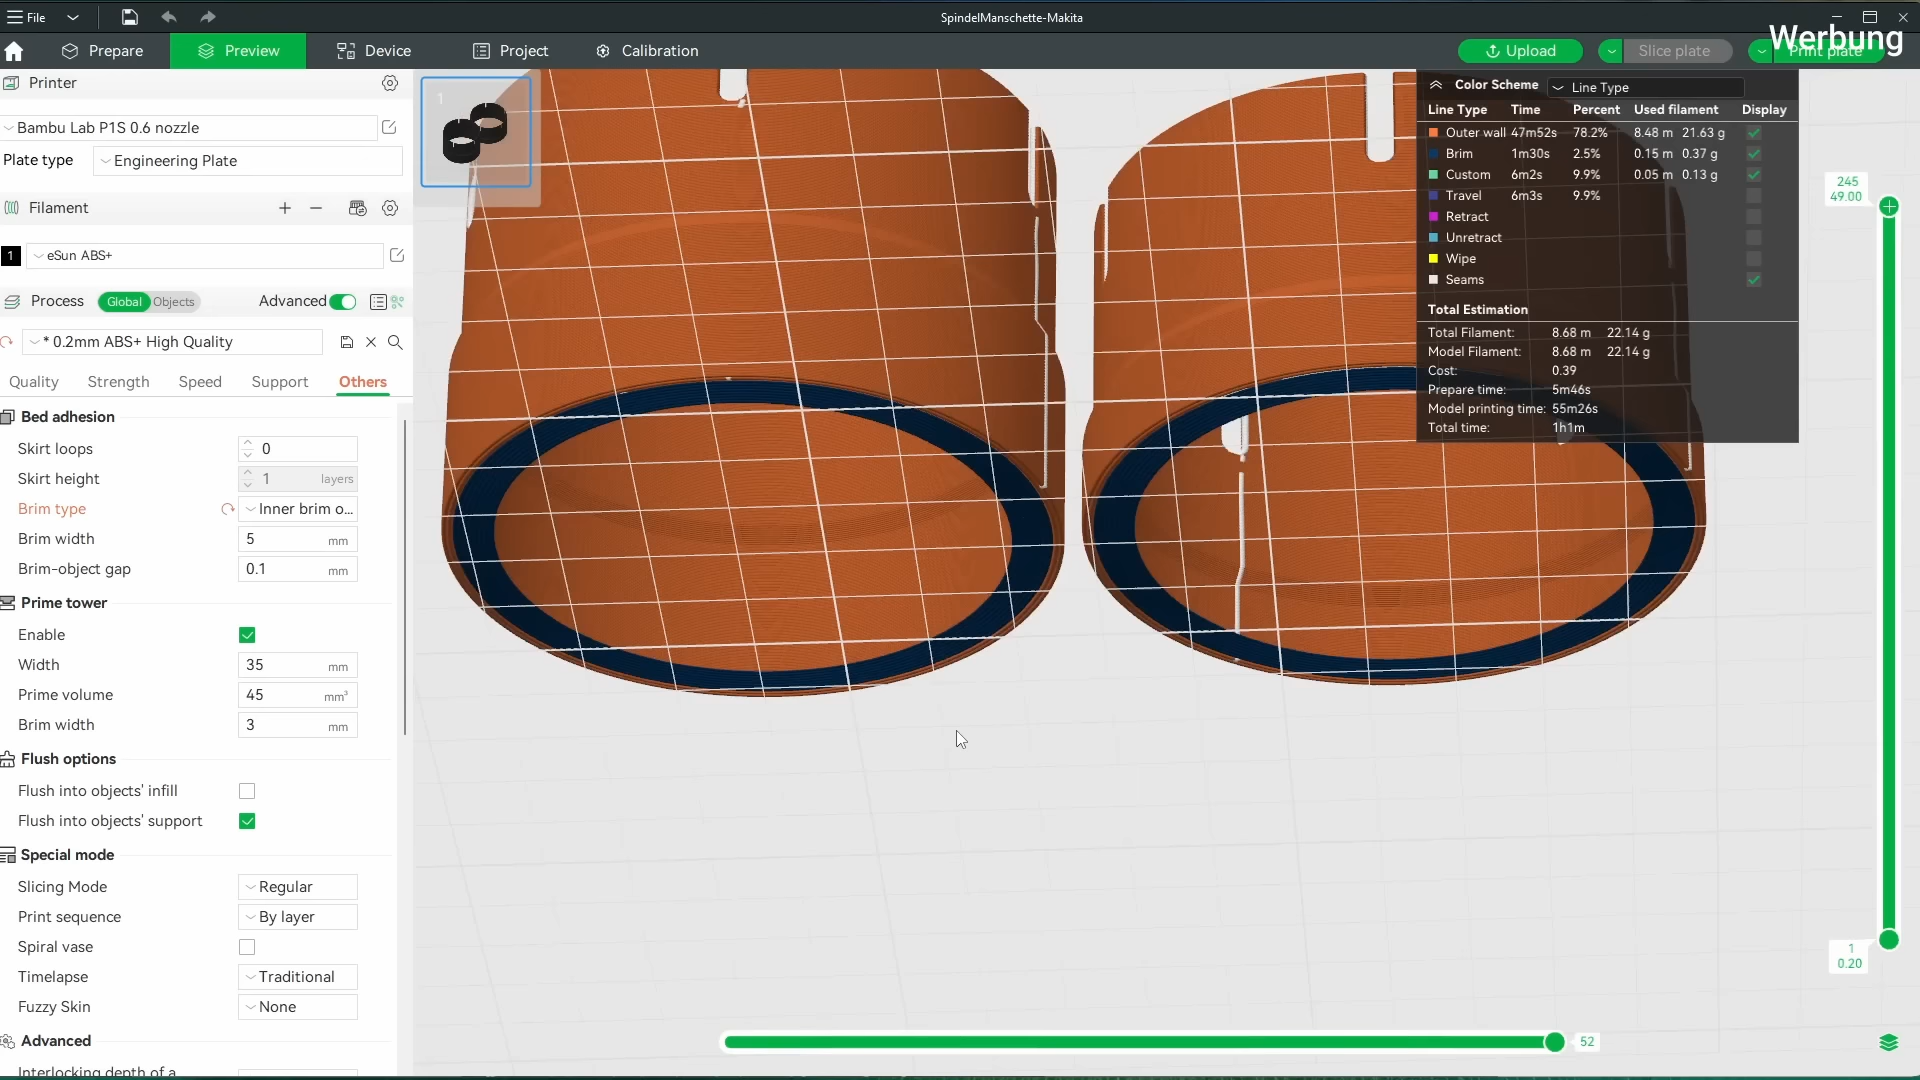 File
SpindelManschette-Makita
Werbung
Prepare
Preview
Device
Project
Calibration
Upload
Slice plate
Print plate
Printer
Bambu Lab P1S 0.6 nozzle
Plate type
Engineering Plate
Filament
1
eSun ABS+
Process
Global
Objects
Advanced
* 0.2mm ABS+ High Quality
Quality
Strength
Speed
Support
Others
Bed adhesion
Skirt loops
0
Skirt height
1 layers
Brim type
Inner brim o...
Brim width
5 mm
Brim-object gap
0.1 mm
Prime tower
Enable
Width
35 mm
Prime volume
45 mm³
Brim width
3 mm
Flush options
Flush into objects' infill
Flush into objects' support
Special mode
Slicing Mode
Regular
Print sequence
By layer
Spiral vase
Timelapse
Traditional
Fuzzy Skin
None
Advanced
Interlocking depth of a
1
Color Scheme
Line Type
Line Type Time Percent Used filament Display
Outer wall 47m52s 78.2% 8.48 m 21.63 g
Brim 1m30s 2.5% 0.15 m 0.37 g
Custom 6m2s 9.9% 0.05 m 0.13 g
Travel 6m3s 9.9%
Retract
Unretract
Wipe
Seams
Total Estimation
Total Filament: 8.68 m 22.14 g
Model Filament: 8.68 m 22.14 g
Cost: 0.39
Prepare time: 5m46s
Model printing time: 55m26s
Total time: 1h1m
245
49.00
1
0.20
52